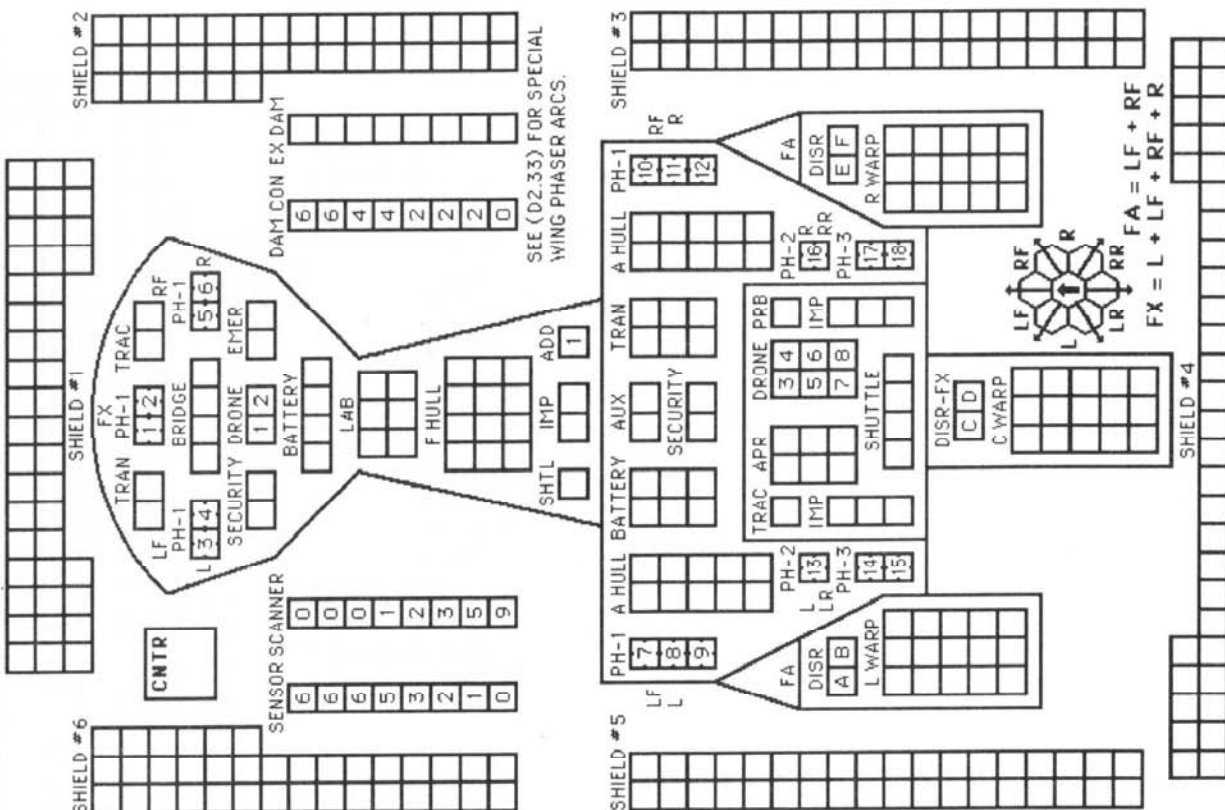 SHIELD #1
SHIELD #6
SHIELD #2
CNTR
FX
TRAN PH-1 TRAC
1 2
LF RF
PH-1 BRIDGE PH-1
L 3 4 5 6 R
SECURITY DRONE EMER
1 2
BATTERY
LAB
F HULL
SHTL IMP ADD
1
SENSOR SCANNER
6 0
6 0
6 0
5 1
3 2
2 3
1 5
0 9
DAM CON EX DAM
6
6
4
4
2
2
2
0
SEE (D2.33) FOR SPECIAL
WING PHASER ARCS.
SHIELD #5
SHIELD #3
PH-1 A HULL BATTERY AUX TRAN A HULL PH-1
LF 7 10 RF
L 8 11 R
9 12
SECURITY
PH-2 TRAC APR DRONE PRB PH-2
L 13 3 4 16 R
LR 5 6 RR
PH-3 IMP 7 8 IMP PH-3
14 17
15 18
SHUTTLE
FA FA
DISR DISR
A B E F
L WARP R WARP
DISR-FX
C D
C WARP
LF RF
L R
LR RR
FA = LF + RF
FX = L + LF + RF + R
SHIELD #4